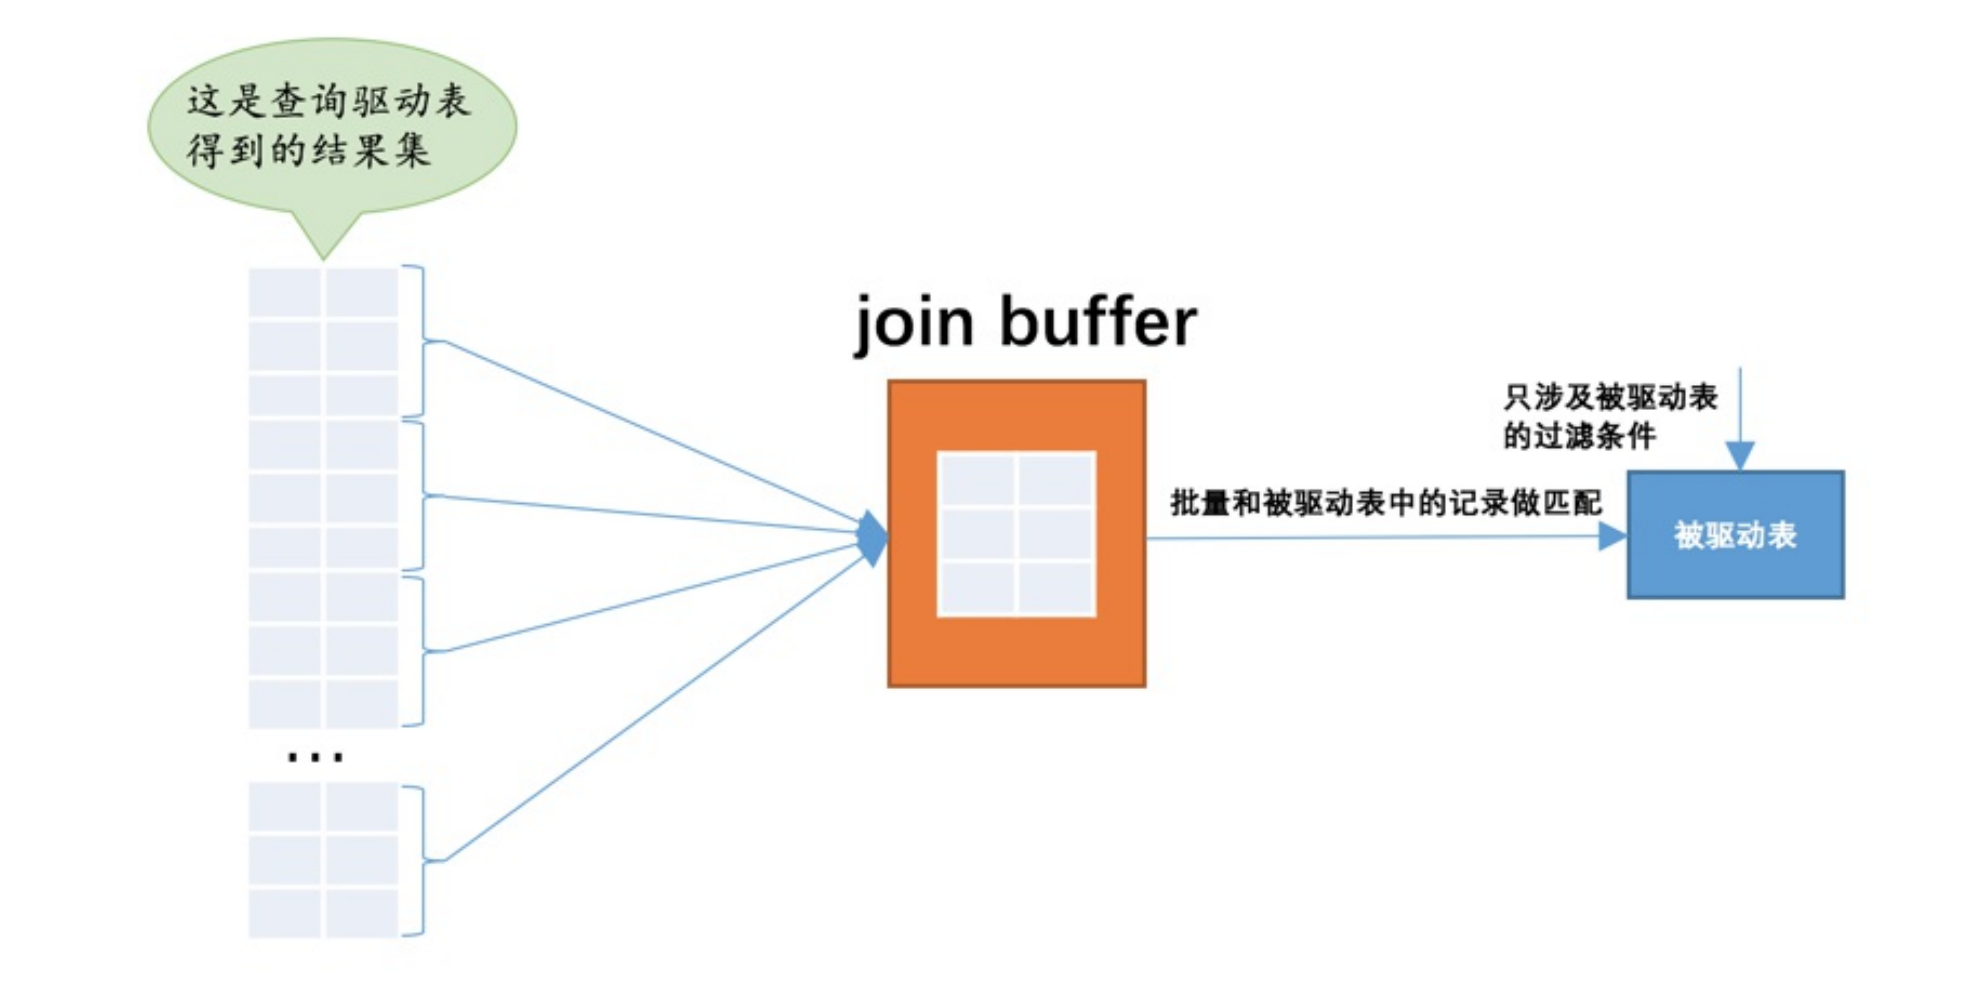 这是查询驱动表
得到的结果集
join buffer
只涉及被驱动表
的过滤条件
批量和被驱动表中的记录做匹配
被驱动表
...